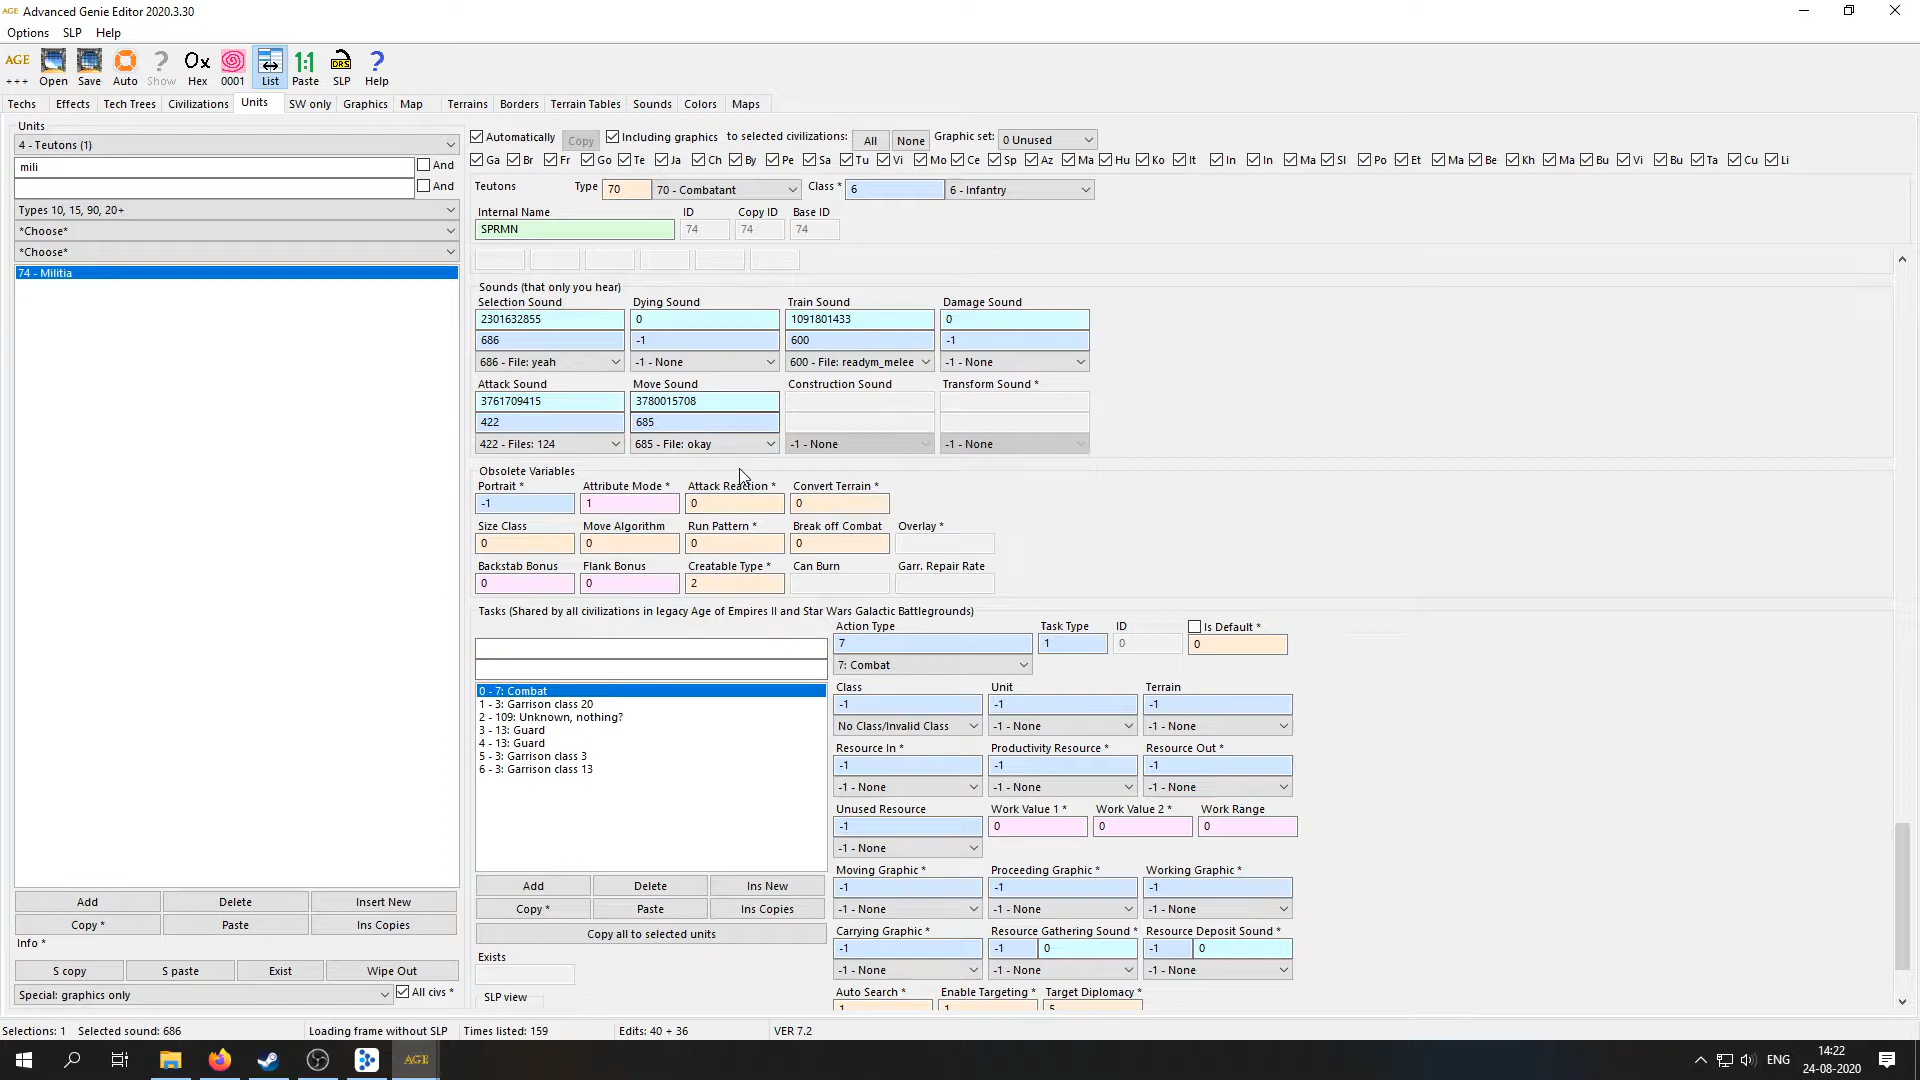 AGE Advanced Genie Editor 2020.3.30
Options SLP Help
AGE +++ Open Save Auto Show Hex 0001 List Paste SLP Help
Techs Effects Tech Trees Civilizations Units SW only Graphics Map Terrains Borders Terrain Tables Sounds Colors Maps
Units
4 - Teutons (1)
mili
And
And
Types 10, 15, 90, 20+
*Choose*
*Choose*
74 - Militia
Add Delete Insert New
Copy * Paste Ins Copies
Info *
S copy S paste Exist Wipe Out
Special: graphics only All civs *
Automatically Copy Including graphics to selected civilizations: All None Graphic set: 0 Unused
Ga Br Fr Go Te Ja Ch By Pe Sa Tu Vi Mo Ce Sp Az Ma Hu Ko It In In Ma Sl Po Et Ma Be Kh Ma Bu Vi Bu Ta Cu Li
Teutons Type 70 70 - Combatant Class * 6 6 - Infantry
Internal Name ID Copy ID Base ID
SPRMN 74 74 74
Sounds (that only you hear)
Selection Sound Dying Sound Train Sound Damage Sound
2301632855 0 1091801433 0
686 -1 600 -1
686 - File: yeah -1 - None 600 - File: readym_melee -1 - None
Attack Sound Move Sound Construction Sound Transform Sound *
3761709415 3780015708
422 685
422 - Files: 124 685 - File: okay -1 - None -1 - None
Obsolete Variables
Portrait * Attribute Mode * Attack Reaction * Convert Terrain *
-1 1 0 0
Size Class Move Algorithm Run Pattern * Break off Combat Overlay *
0 0 0 0
Backstab Bonus Flank Bonus Creatable Type * Can Burn Garr. Repair Rate
0 0 2
Tasks (Shared by all civilizations in legacy Age of Empires II and Star Wars Galactic Battlegrounds)
0 - 7: Combat
1 - 3: Garrison class 20
2 - 109: Unknown, nothing?
3 - 13: Guard
4 - 13: Guard
5 - 3: Garrison class 3
6 - 3: Garrison class 13
Add Delete Ins New
Copy * Paste Ins Copies
Copy all to selected units
Exists
SLP view
Action Type Task Type ID Is Default *
7 1 0 0
7: Combat
Class Unit Terrain
-1 -1 -1
No Class/Invalid Class -1 - None -1 - None
Resource In * Productivity Resource * Resource Out *
-1 -1 -1
-1 - None -1 - None -1 - None
Unused Resource Work Value 1 * Work Value 2 * Work Range
-1 0 0 0
-1 - None
Moving Graphic * Proceeding Graphic * Working Graphic *
-1 -1 -1
-1 - None -1 - None -1 - None
Carrying Graphic * Resource Gathering Sound * Resource Deposit Sound *
-1 -1 0 -1 0
-1 - None -1 - None -1 - None
Auto Search * Enable Targeting * Target Diplomacy *
1 1 5
Selections: 1 Selected sound: 686 Loading frame without SLP Times listed: 159 Edits: 40 + 36 VER 7.2
AGE ENG 14:22
24-08-2020